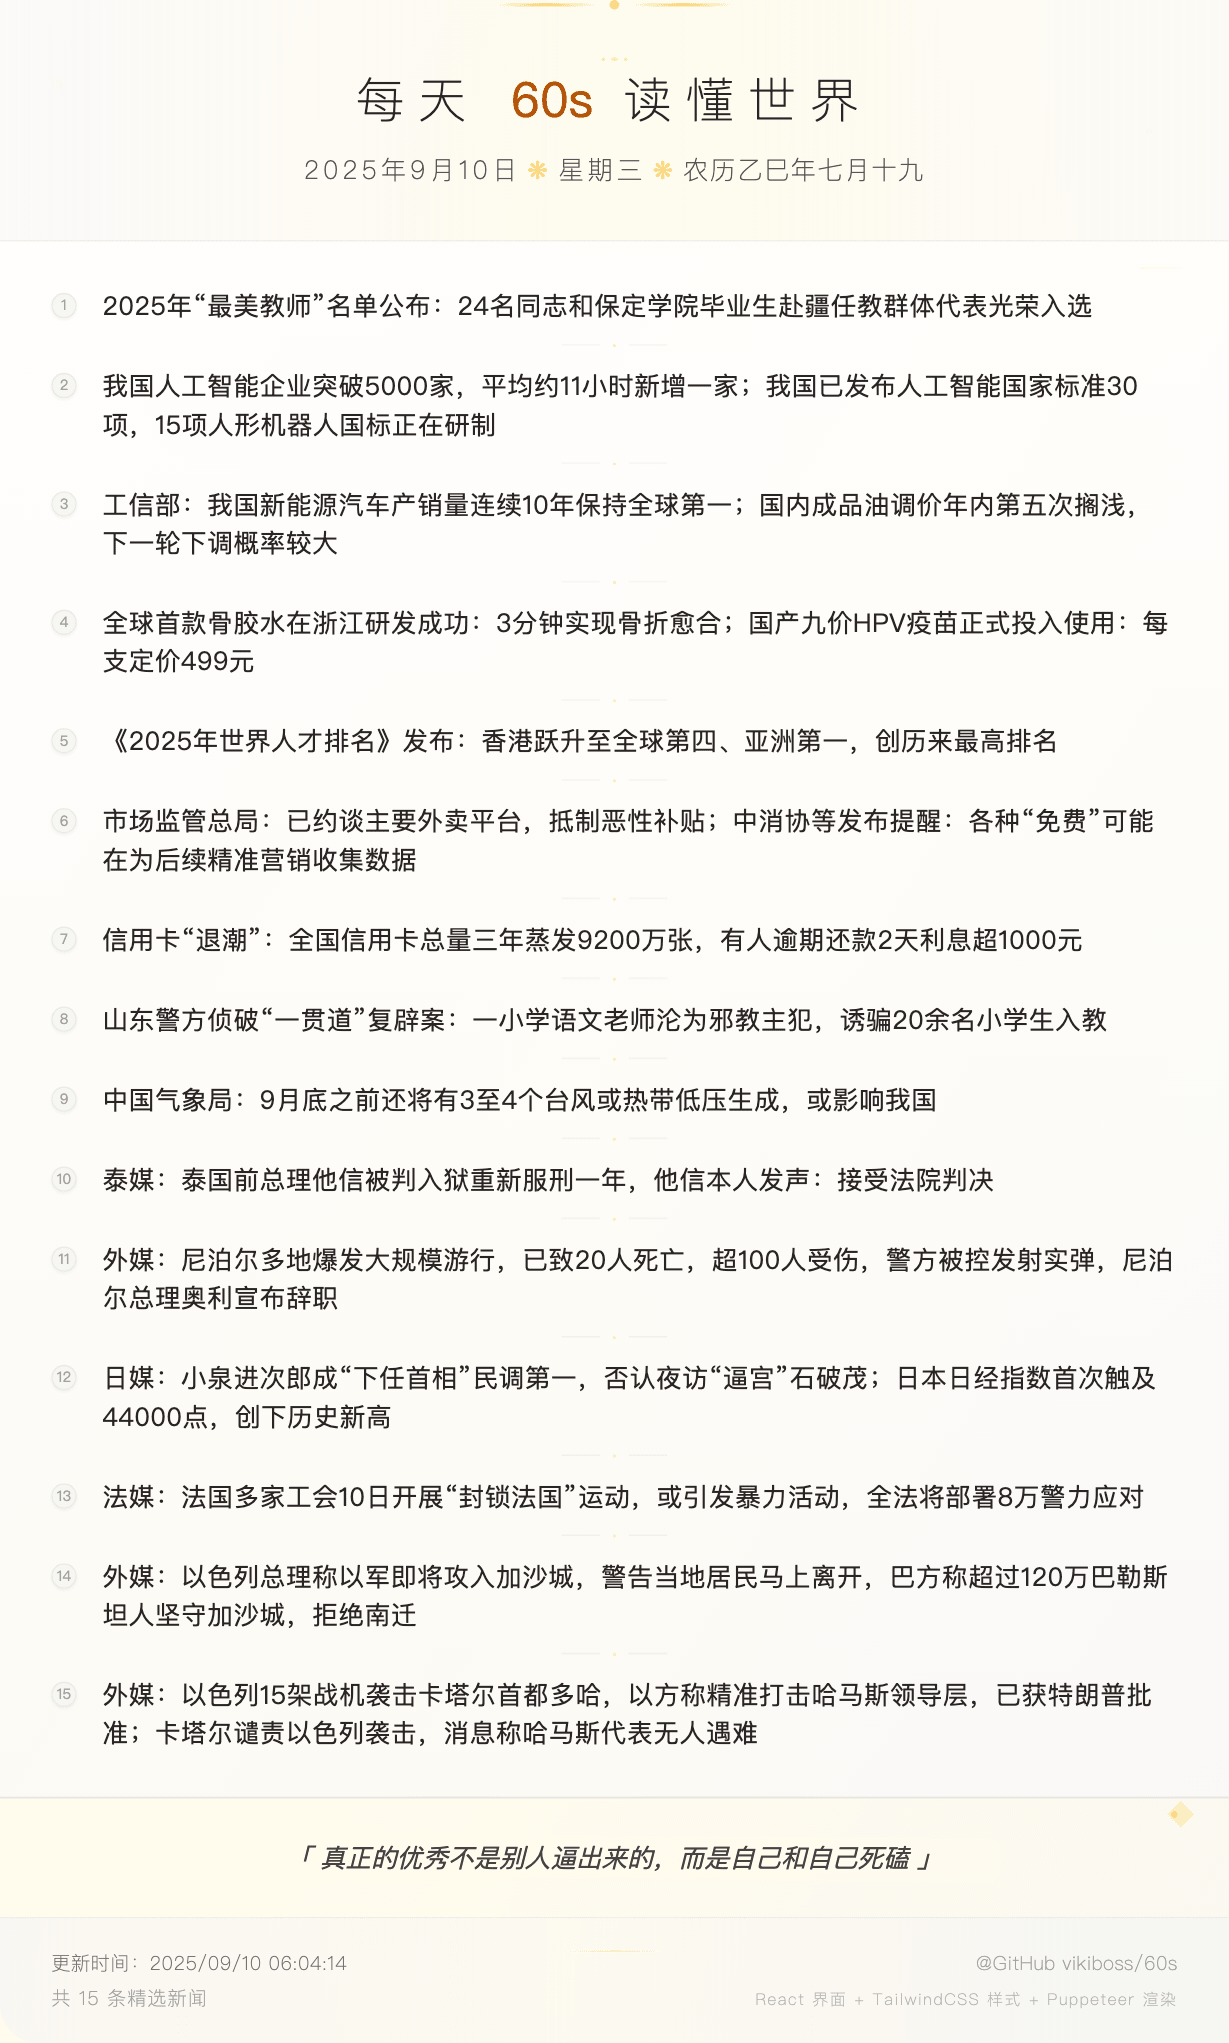 每天 60s 读懂世界
2025年9月10日 ❋ 星期三 ❋ 农历乙巳年七月十九
1 2025年“最美教师”名单公布：24名同志和保定学院毕业生赴疆任教群体代表光荣入选
2 我国人工智能企业突破5000家，平均约11小时新增一家；我国已发布人工智能国家标准30
项，15项人形机器人国标正在研制
3 工信部：我国新能源汽车产销量连续10年保持全球第一；国内成品油调价年内第五次搁浅，
下一轮下调概率较大
4 全球首款骨胶水在浙江研发成功：3分钟实现骨折愈合；国产九价HPV疫苗正式投入使用：每
支定价499元
5 《2025年世界人才排名》发布：香港跃升至全球第四、亚洲第一，创历来最高排名
6 市场监管总局：已约谈主要外卖平台，抵制恶性补贴；中消协等发布提醒：各种“免费”可能
在为后续精准营销收集数据
7 信用卡“退潮”：全国信用卡总量三年蒸发9200万张，有人逾期还款2天利息超1000元
8 山东警方侦破“一贯道”复辟案：一小学语文老师沦为邪教主犯，诱骗20余名小学生入教
9 中国气象局：9月底之前还将有3至4个台风或热带低压生成，或影响我国
10 泰媒：泰国前总理他信被判入狱重新服刑一年，他信本人发声：接受法院判决
11 外媒：尼泊尔多地爆发大规模游行，已致20人死亡，超100人受伤，警方被控发射实弹，尼泊
尔总理奥利宣布辞职
12 日媒：小泉进次郎成“下任首相”民调第一，否认夜访“逼宫”石破茂；日本日经指数首次触及
44000点，创下历史新高
13 法媒：法国多家工会10日开展“封锁法国”运动，或引发暴力活动，全法将部署8万警力应对
14 外媒：以色列总理称以军即将攻入加沙城，警告当地居民马上离开，巴方称超过120万巴勒斯
坦人坚守加沙城，拒绝南迁
15 外媒：以色列15架战机袭击卡塔尔首都多哈，以方称精准打击哈马斯领导层，已获特朗普批
准；卡塔尔谴责以色列袭击，消息称哈马斯代表无人遇难
「 真正的优秀不是别人逼出来的，而是自己和自己死磕 」
更新时间：2025/09/10 06:04:14
@GitHub vikiboss/60s
共 15 条精选新闻
React 界面 + TailwindCSS 样式 + Puppeteer 渲染